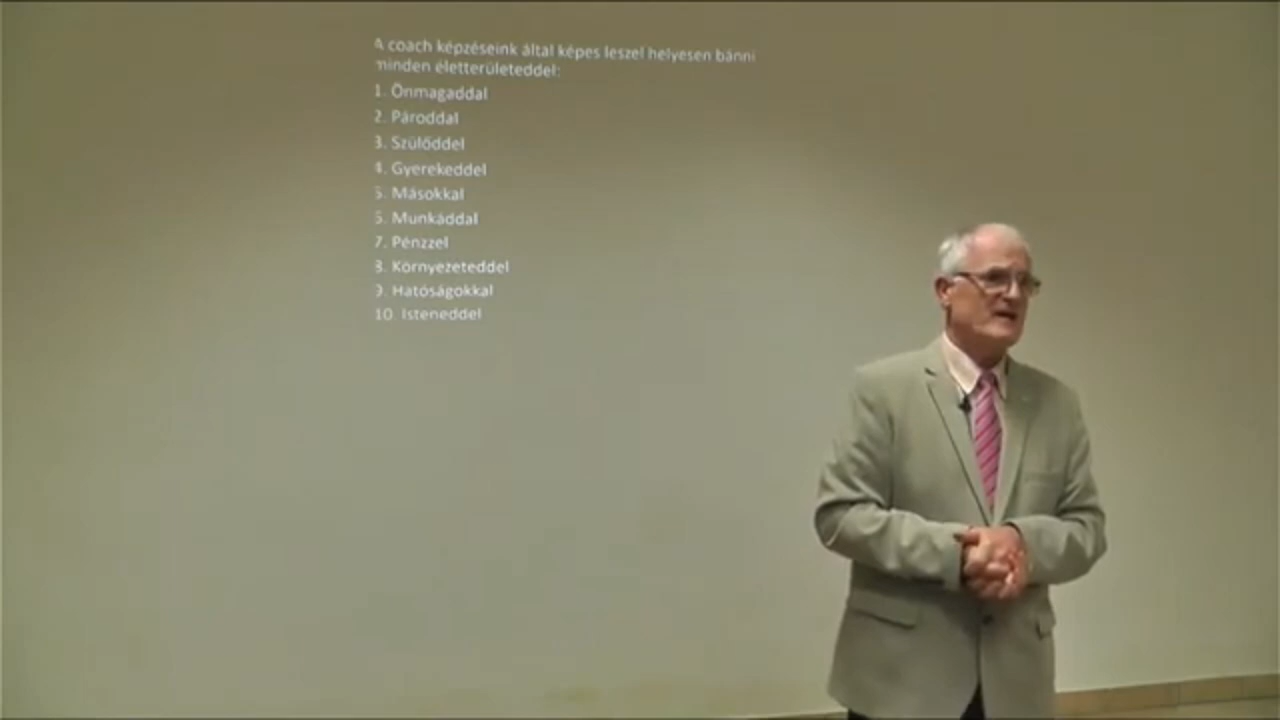 A coach képzéseink által képes leszel helyesen bánni
minden életterületeddel:
1. Önmagaddal
2. Pároddal
3. Szülőddel
4. Gyerekeddel
5. Másokkal
6. Munkáddal
7. Pénzzel
8. Környezeteddel
9. Hatóságokkal
10. Isteneddel